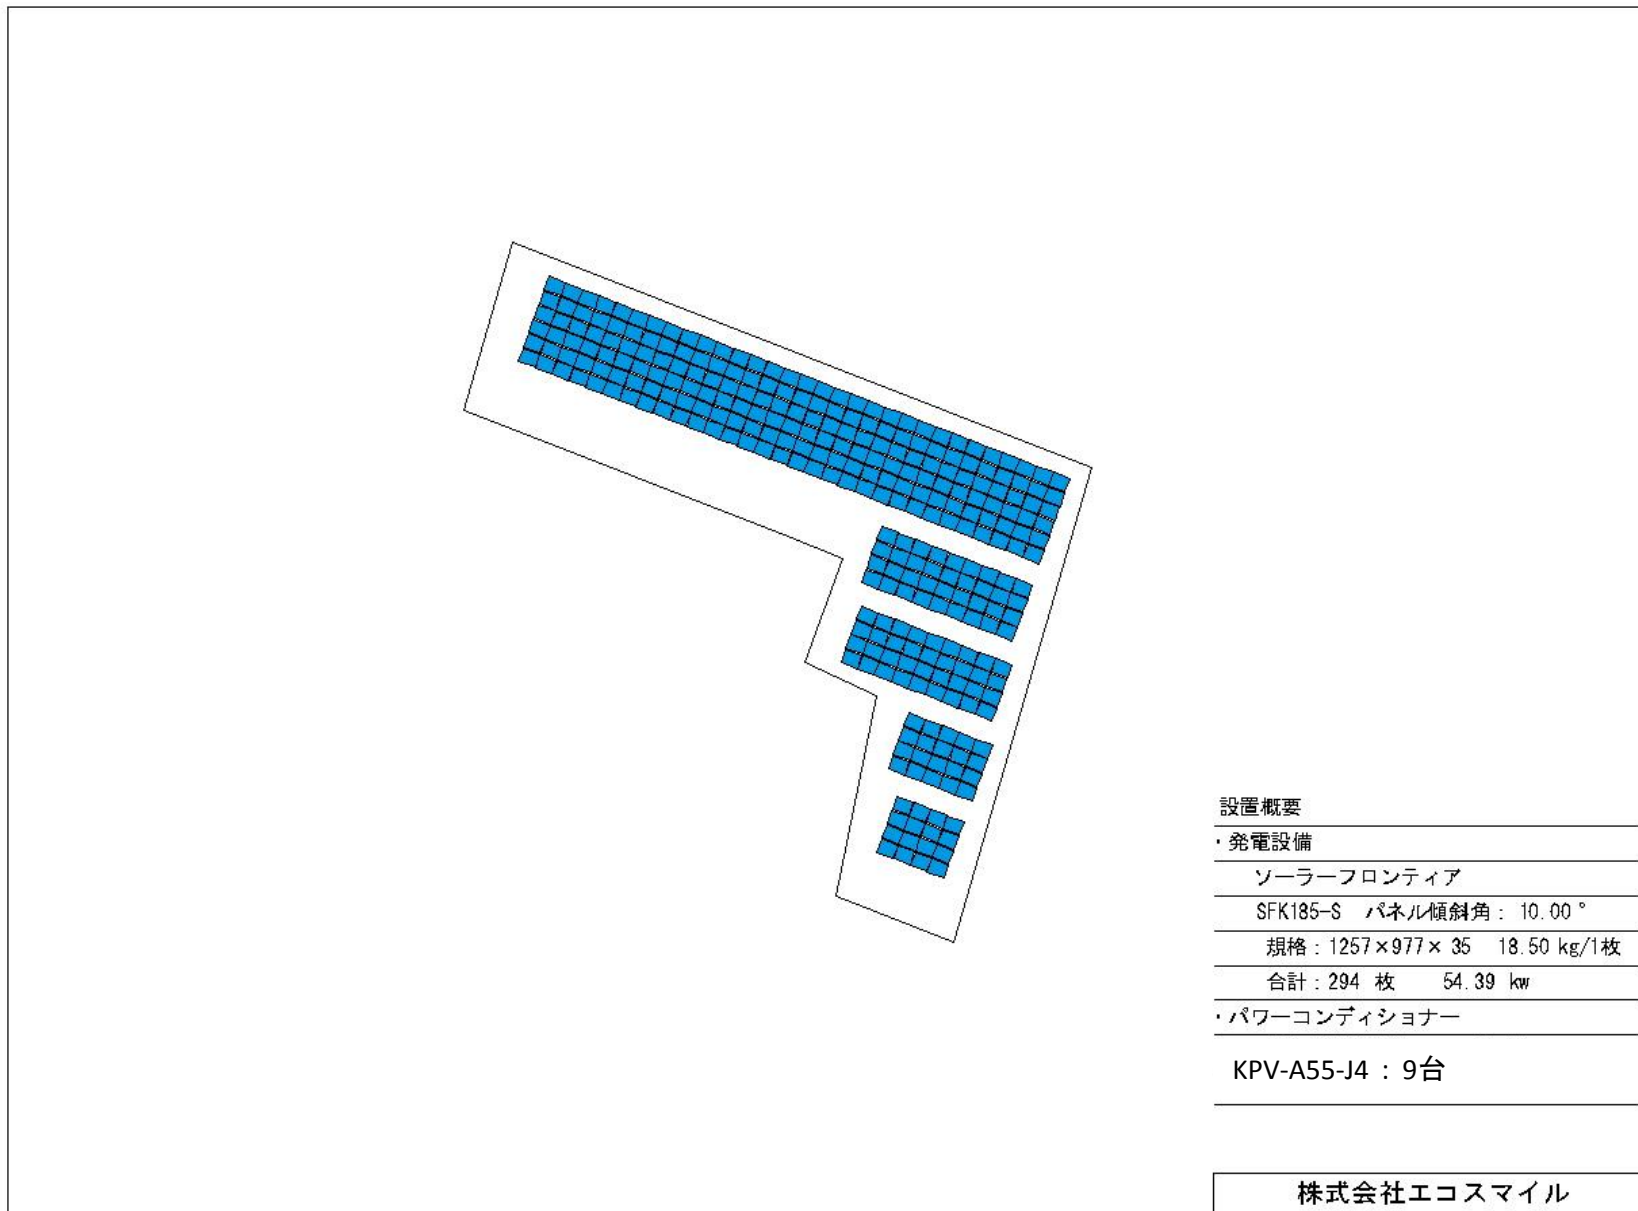 設置概要
・発電設備
ソーラーフロンティア
SFK185-S パネル傾斜角：10.00°
規格：1257×977×35 18.50 kg/1枚
合計：294 枚 54.39 kw
・パワーコンディショナー
KPV-A55-J4：9台
株式会社エコスマイル